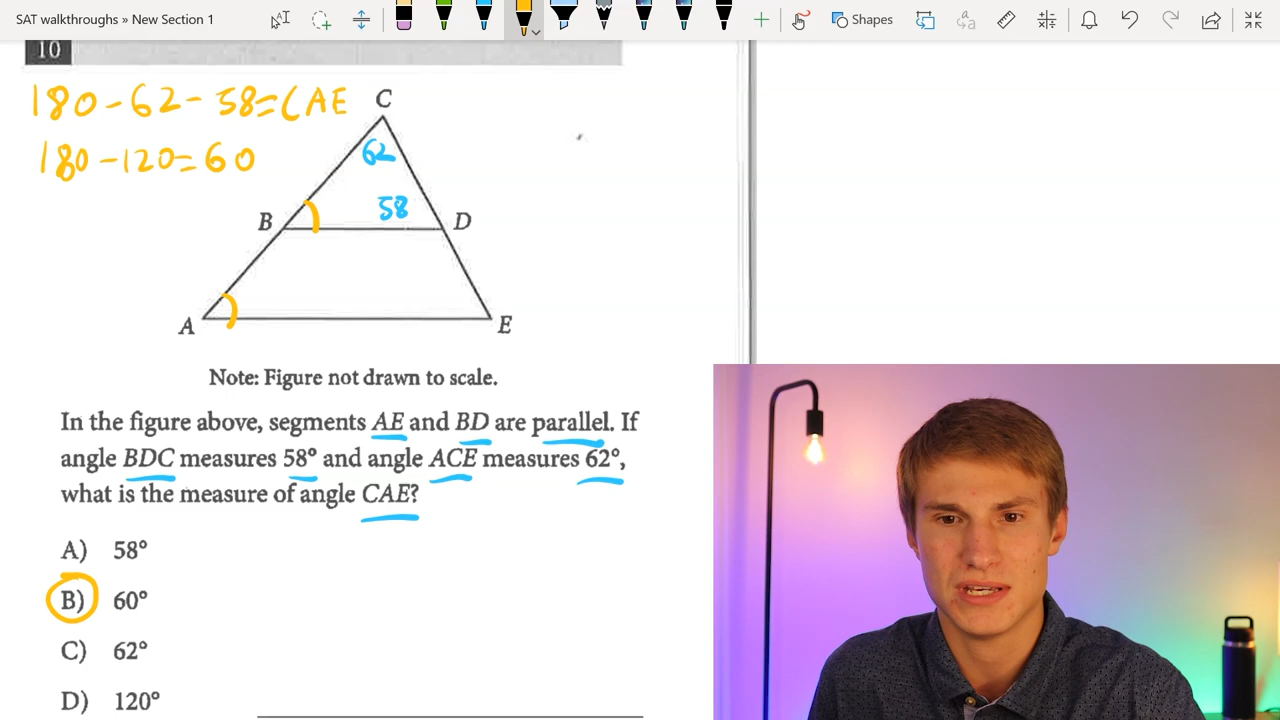 SAT walkthroughs » New Section 1
Shapes
10
180-62-58=CAE
180-120=60
C
62
58
B
D
A
E
Note: Figure not drawn to scale.
In the figure above, segments AE and BD are parallel. If
angle BDC measures 58° and angle ACE measures 62°,
what is the measure of angle CAE?
A) 58°
B) 60°
C) 62°
D) 120°